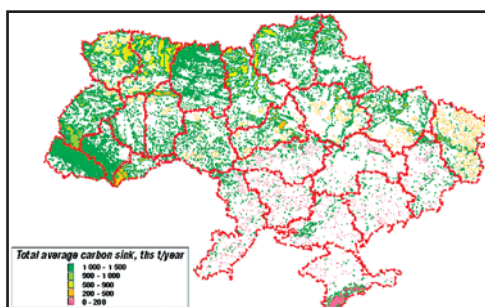 Total average carbon sink, ths t/year
1 000 - 1 500
900 - 1 000
500 - 900
200 - 500
0 - 200